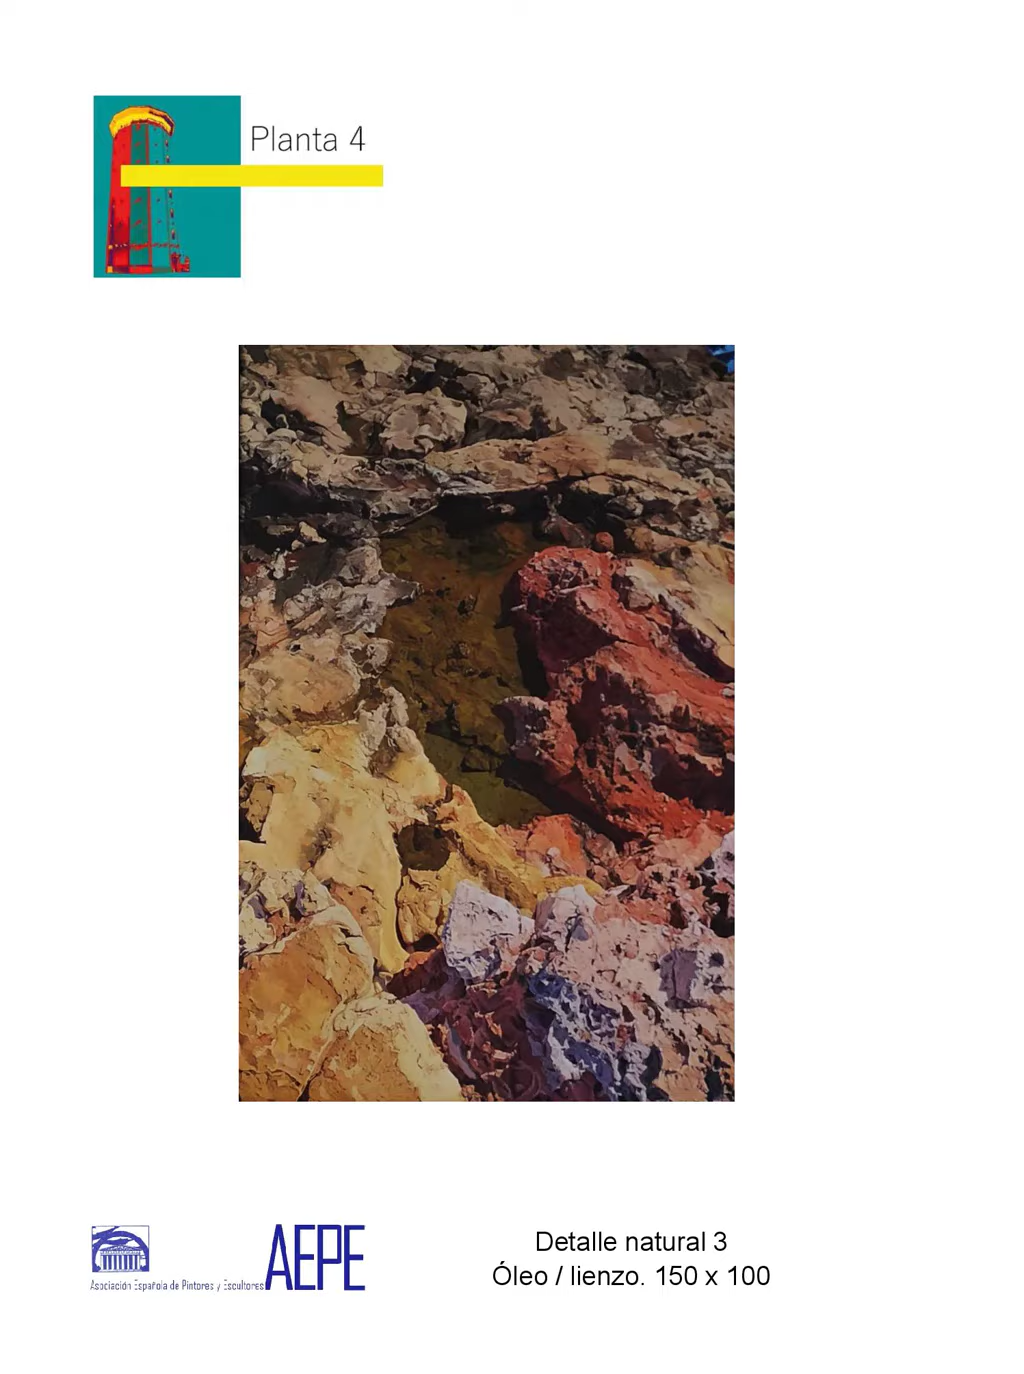 Planta 4
Asociación Española de Pintores y Escultores
AEPE
Detalle natural 3
Óleo / lienzo. 150 x 100